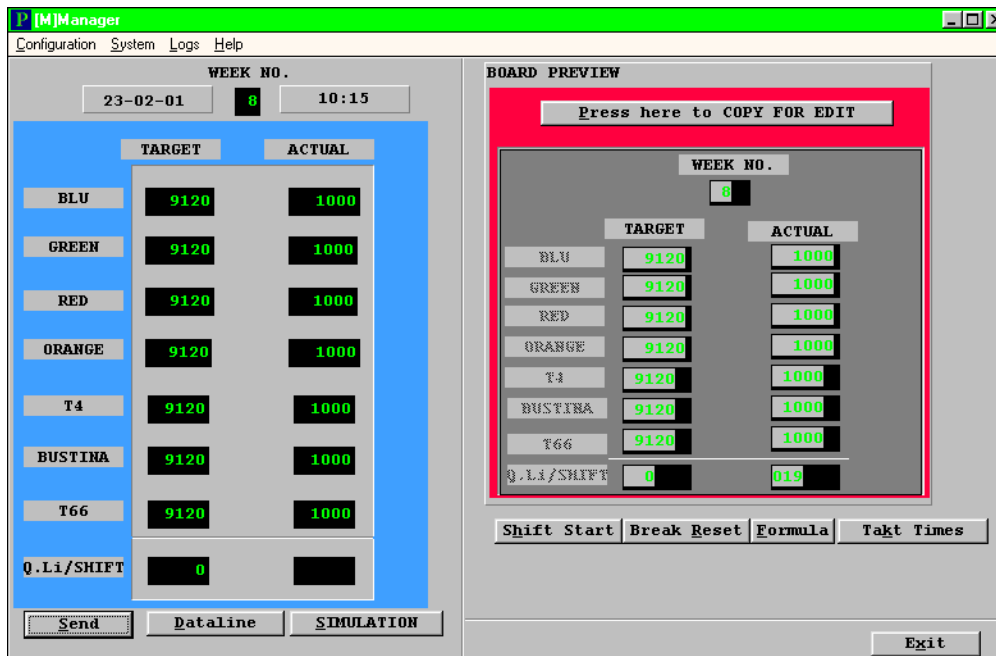 P [M]Manager
Configuration System Logs Help
WEEK NO.
23-02-01 8 10:15
TARGET ACTUAL
BLU 9120 1000
GREEN 9120 1000
RED 9120 1000
ORANGE 9120 1000
T4 9120 1000
BUSTINA 9120 1000
T66 9120 1000
Q.Li/SHIFT 0
Send Dataline SIMULATION
BOARD PREVIEW
Press here to COPY FOR EDIT
WEEK NO.
8
TARGET ACTUAL
BLU 9120 1000
GREEN 9120 1000
RED 9120 1000
ORANGE 9120 1000
T4 9120 1000
BUSTINA 9120 1000
T66 9120 1000
Q.Li/SHIFT 0 019
Shift Start Break Reset Formula Takt Times
Exit